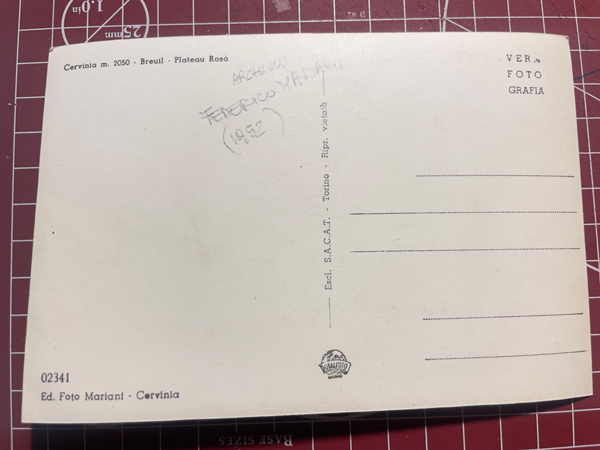 1.0in
25mm
Cervinia m. 2050 - Breuil - Plateau Rosà
ARCHIVIO
FEDERICO
(1952)
VERA
FOTO
GRAFIA
Escl. S.A.C.A.T. - Torino - Ripr. vietata
02341
Ed. Foto Mariani - Cervinia
BASE SIZES